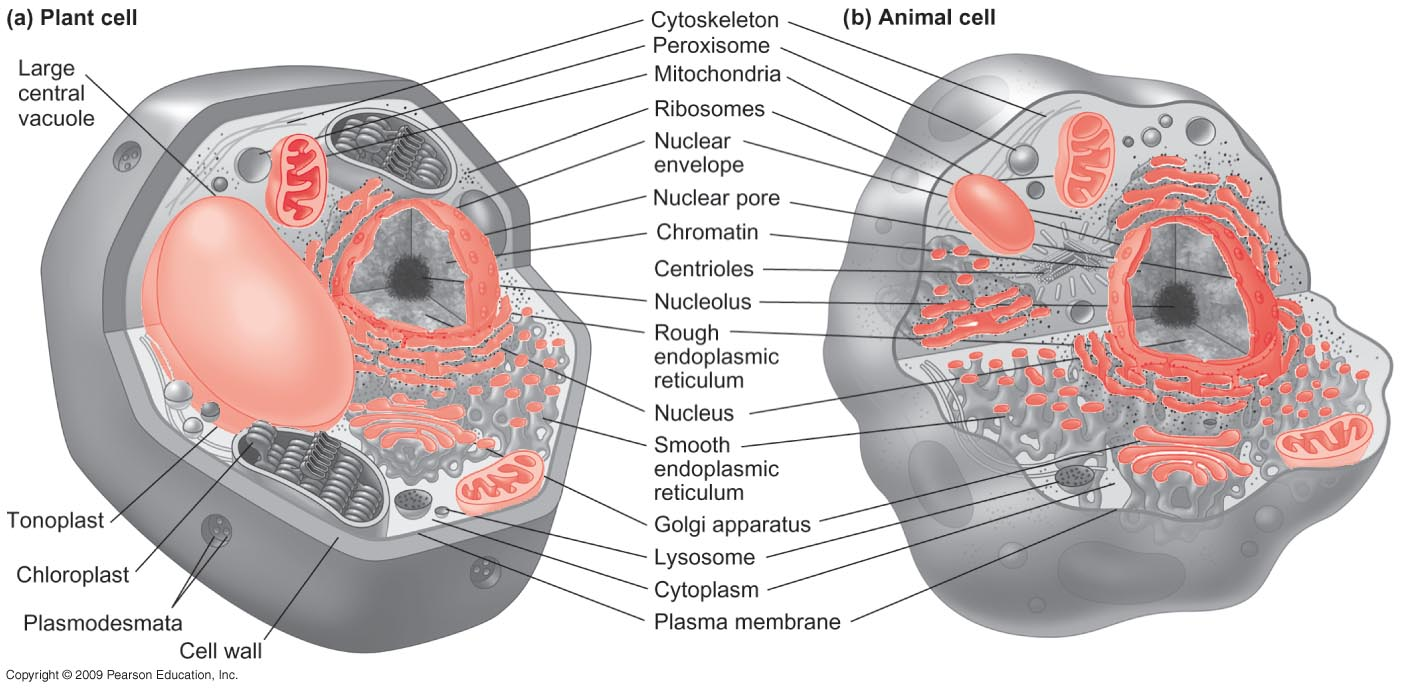 (a) Plant cell
Large
central
vacuole
Tonoplast
Chloroplast
Plasmodesmata
Cell wall
Cytoskeleton
Peroxisome
Mitochondria
Ribosomes
Nuclear
envelope
Nuclear pore
Chromatin
Centrioles
Nucleolus
Rough
endoplasmic
reticulum
Nucleus
Smooth
endoplasmic
reticulum
Golgi apparatus
Lysosome
Cytoplasm
Plasma membrane
(b) Animal cell
Copyright © 2009 Pearson Education, Inc.